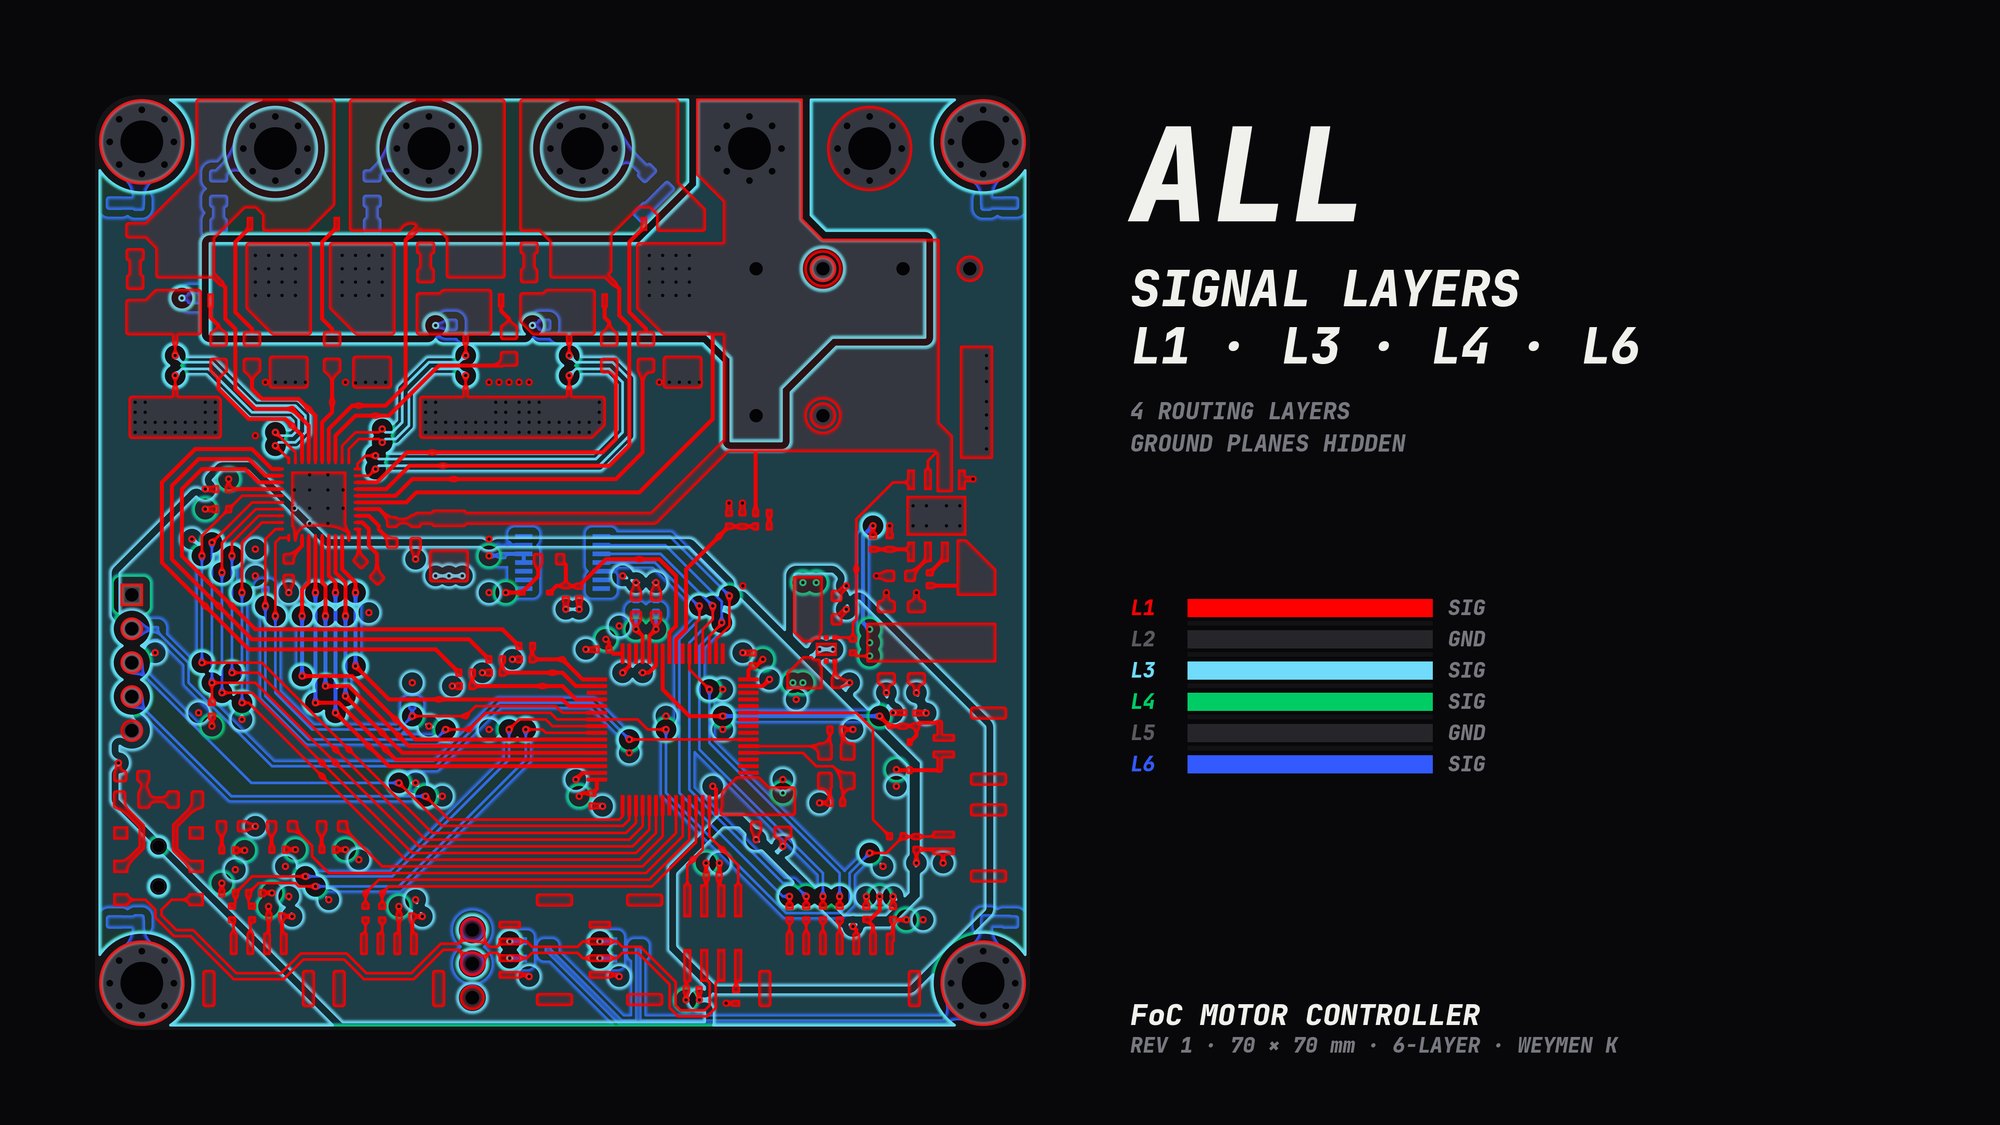 ALL
SIGNAL LAYERS
L1 · L3 · L4 · L6
4 ROUTING LAYERS
GROUND PLANES HIDDEN
L1 SIG
L2 GND
L3 SIG
L4 SIG
L5 GND
L6 SIG
FoC MOTOR CONTROLLER
REV 1 · 70 × 70 mm · 6-LAYER · WEYMEN K